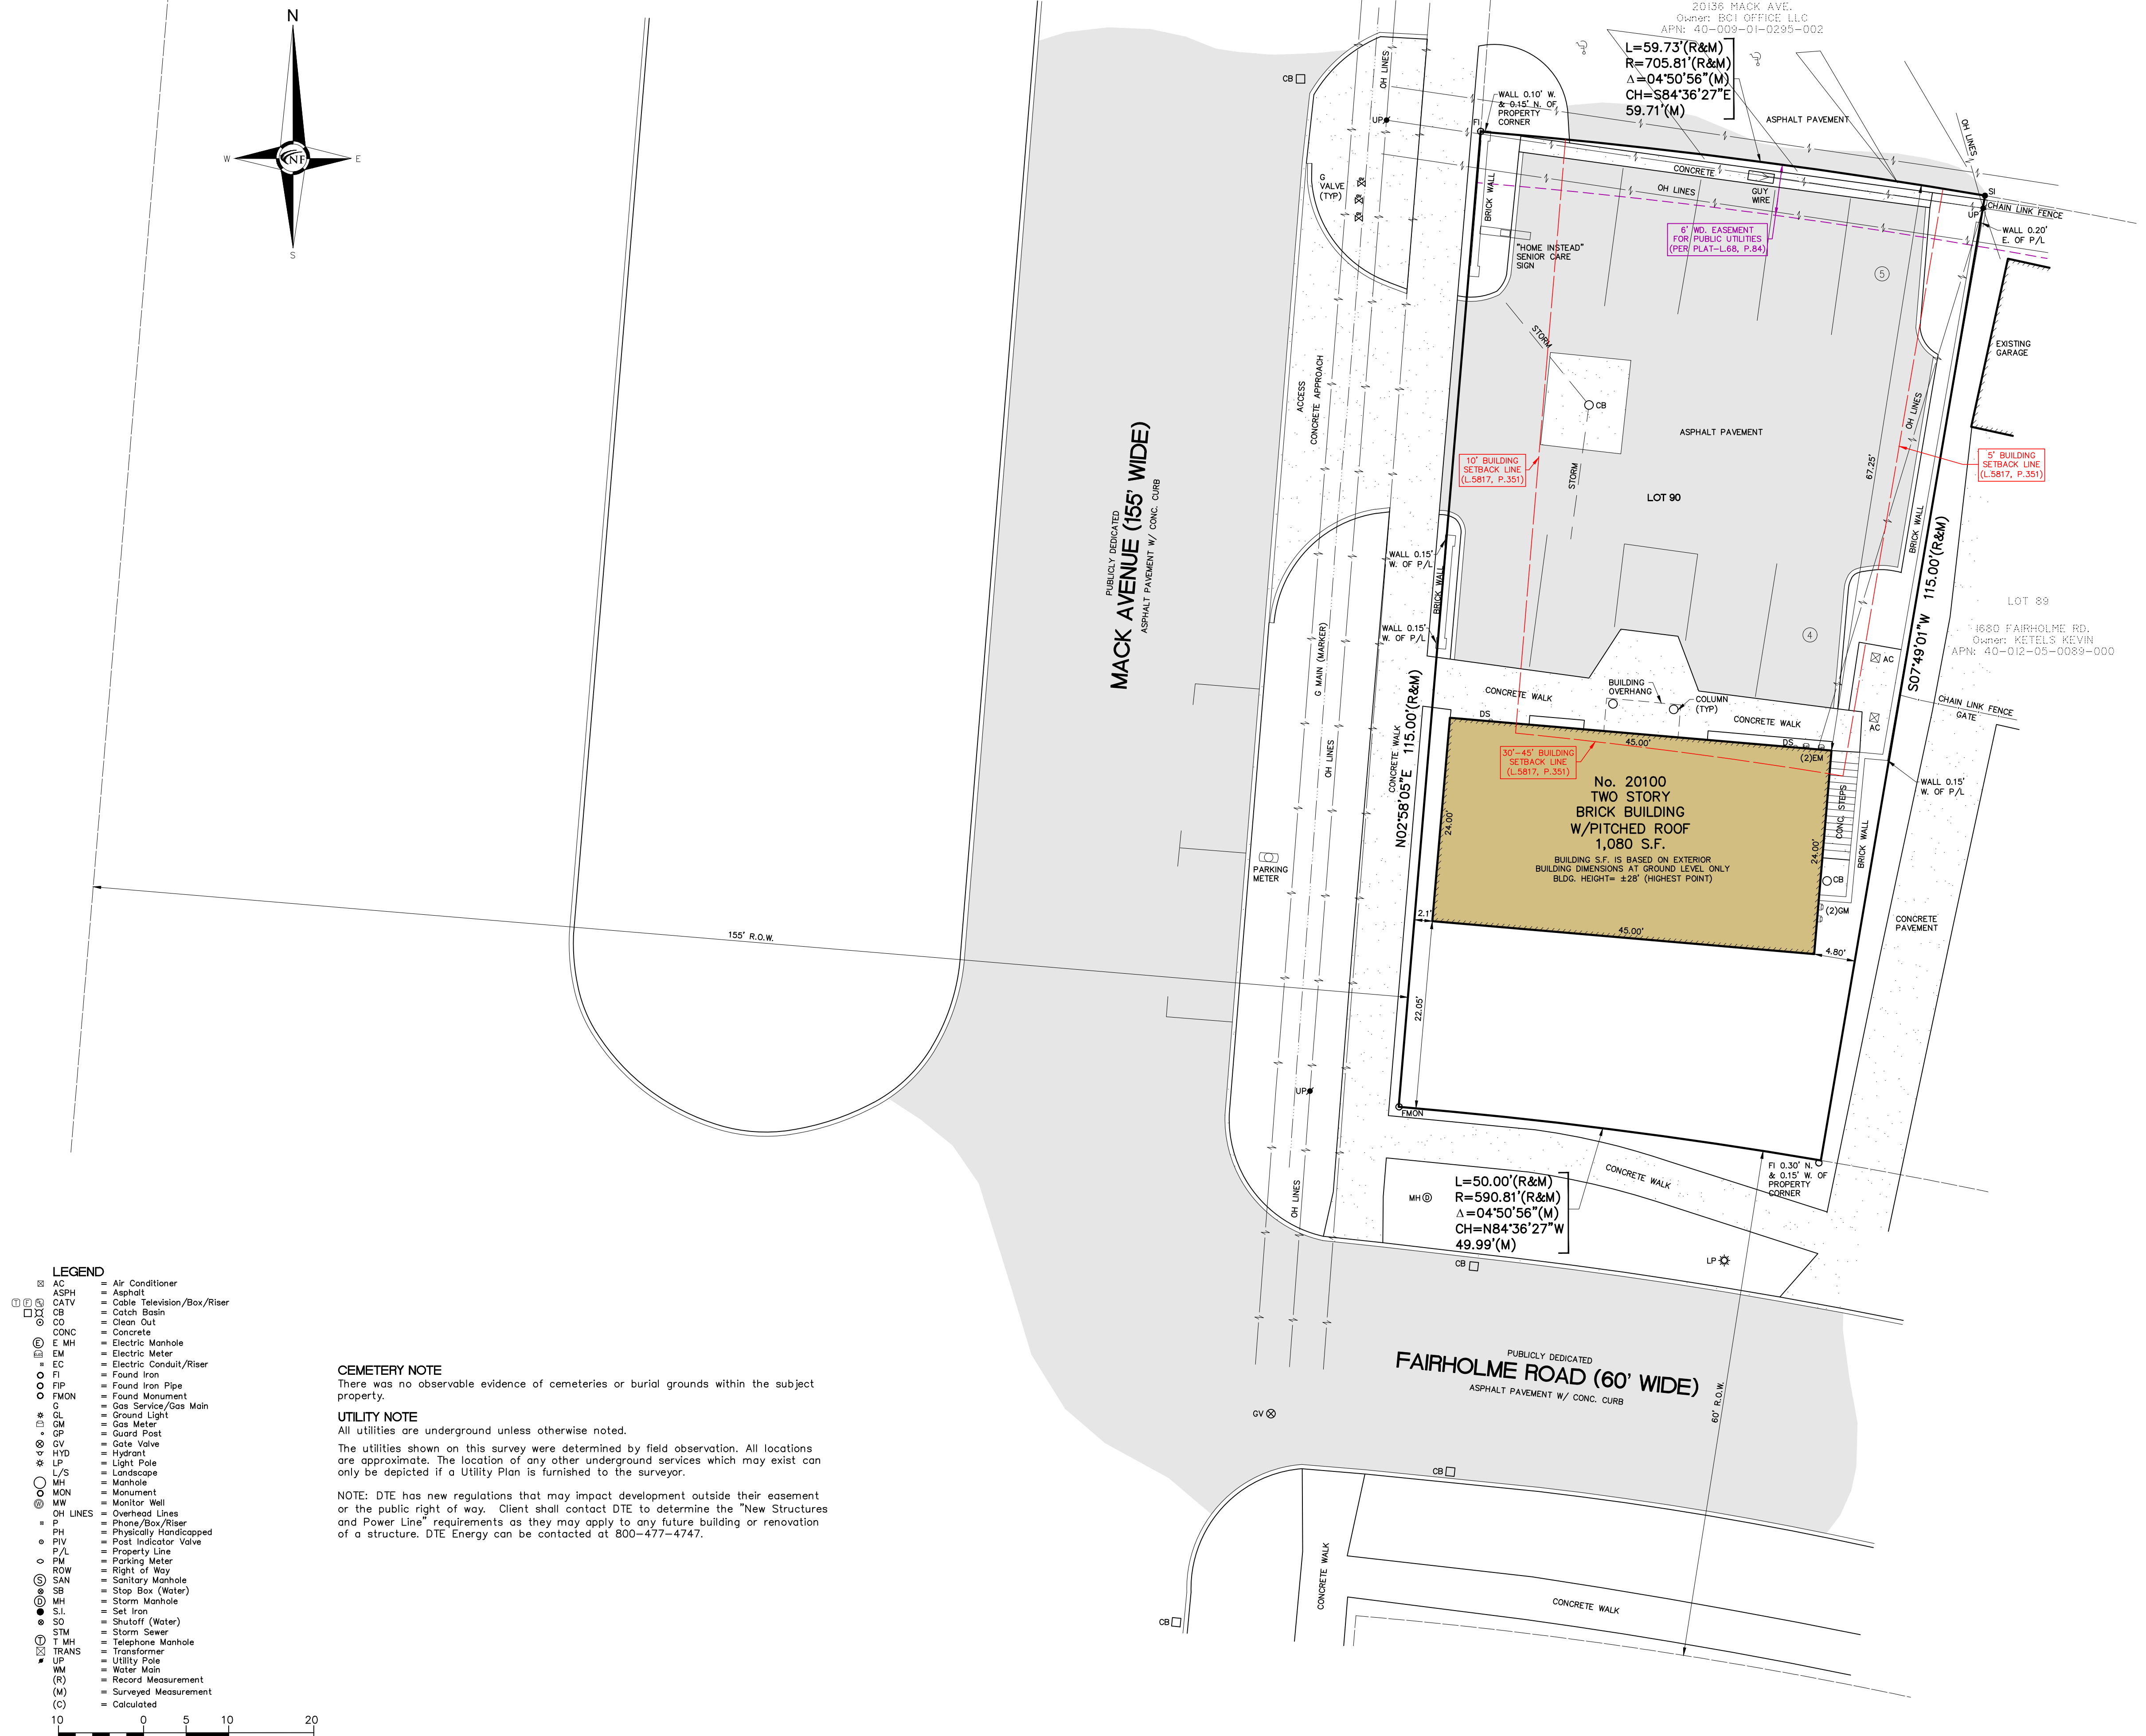 N
W
E
S
NF
20136 MACK AVE.
Owner: BCI OFFICE LLC
APN: 40-009-01-0295-002
L=59.73'(R&M)
R=705.81'(R&M)
Δ=04°50'56"(M)
CH=S84°36'27"E
59.71'(M)
CB
OH LINES
UP
FI
WALL 0.10' W.
& 0.15' N. OF
PROPERTY
CORNER
ASPHALT PAVEMENT
OH LINES
SI
UP
CHAIN LINK FENCE
WALL 0.20'
E. OF P/L
G
VALVE
(TYP)
BRICK WALL
CONCRETE
OH LINES
GUY
WIRE
6' WD. EASEMENT
FOR PUBLIC UTILITIES
(PER PLAT-L.68, P.84)
"HOME INSTEAD"
SENIOR CARE
SIGN
5
EXISTING
GARAGE
STORM
CB
ACCESS
CONCRETE APPROACH
OH LINES
ASPHALT PAVEMENT
10' BUILDING
SETBACK LINE
(L.5817, P.351)
STORM
67.25'
5' BUILDING
SETBACK LINE
(L.5817, P.351)
LOT 90
PUBLICLY DEDICATED
MACK AVENUE (155' WIDE)
ASPHALT PAVEMENT W/ CONC. CURB
WALL 0.15'
W. OF P/L
BRICK WALL
BRICK WALL
S07°49'01"W 115.00'(R&M)
LOT 89
1680 FAIRHOLME RD.
Owner: KETELS KEVIN
APN: 40-012-05-0089-000
WALL 0.15'
W. OF P/L
4
G MAIN (MARKER)
AC
CONCRETE WALK
BUILDING
OVERHANG
COLUMN
(TYP)
CONCRETE WALK
AC
CHAIN LINK FENCE
GATE
DS
45.00'
DS
(2)EM
N02°58'05"E 115.00'(R&M)
CONCRETE WALK
OH LINES
30'-45' BUILDING
SETBACK LINE
(L.5817, P.351)
No. 20100
TWO STORY
BRICK BUILDING
W/PITCHED ROOF
1,080 S.F.
BUILDING S.F. IS BASED ON EXTERIOR
BUILDING DIMENSIONS AT GROUND LEVEL ONLY
BLDG. HEIGHT= ±28' (HIGHEST POINT)
24.00'
24.00'
CONC. STEPS
BRICK WALL
WALL 0.15'
W. OF P/L
PARKING
METER
CB
(2)GM
CONCRETE
PAVEMENT
2.1'
45.00'
4.80'
155' R.O.W.
22.05'
UP
FMON
FI 0.30' N.
& 0.15' W. OF
PROPERTY
CORNER
CONCRETE WALK
MH D
L=50.00'(R&M)
R=590.81'(R&M)
Δ=04°50'56"(M)
CH=N84°36'27"W
49.99'(M)
OH LINES
LP
CB
PUBLICLY DEDICATED
FAIRHOLME ROAD (60' WIDE)
ASPHALT PAVEMENT W/ CONC. CURB
60' R.O.W.
GV
CB
CONCRETE WALK
CONCRETE WALK
CB
LEGEND
AC = Air Conditioner
ASPH = Asphalt
T F CATV = Cable Television/Box/Riser
CB = Catch Basin
CO = Clean Out
CONC = Concrete
E E MH = Electric Manhole
EM = Electric Meter
EC = Electric Conduit/Riser
FI = Found Iron
FIP = Found Iron Pipe
FMON = Found Monument
G = Gas Service/Gas Main
GL = Ground Light
GM = Gas Meter
GP = Guard Post
GV = Gate Valve
HYD = Hydrant
LP = Light Pole
L/S = Landscape
MH = Manhole
MON = Monument
W MW = Monitor Well
OH LINES = Overhead Lines
P = Phone/Box/Riser
PH = Physically Handicapped
PIV = Post Indicator Valve
P/L = Property Line
PM = Parking Meter
ROW = Right of Way
S SAN = Sanitary Manhole
SB = Stop Box (Water)
D MH = Storm Manhole
S.I. = Set Iron
SO = Shutoff (Water)
STM = Storm Sewer
T T MH = Telephone Manhole
TRANS = Transformer
UP = Utility Pole
WM = Water Main
(R) = Record Measurement
(M) = Surveyed Measurement
(C) = Calculated
10 0 5 10 20
CEMETERY NOTE
There was no observable evidence of cemeteries or burial grounds within the subject
property.
UTILITY NOTE
All utilities are underground unless otherwise noted.
The utilities shown on this survey were determined by field observation. All locations
are approximate. The location of any other underground services which may exist can
only be depicted if a Utility Plan is furnished to the surveyor.
NOTE: DTE has new regulations that may impact development outside their easement
or the public right of way. Client shall contact DTE to determine the "New Structures
and Power Line" requirements as they may apply to any future building or renovation
of a structure. DTE Energy can be contacted at 800-477-4747.